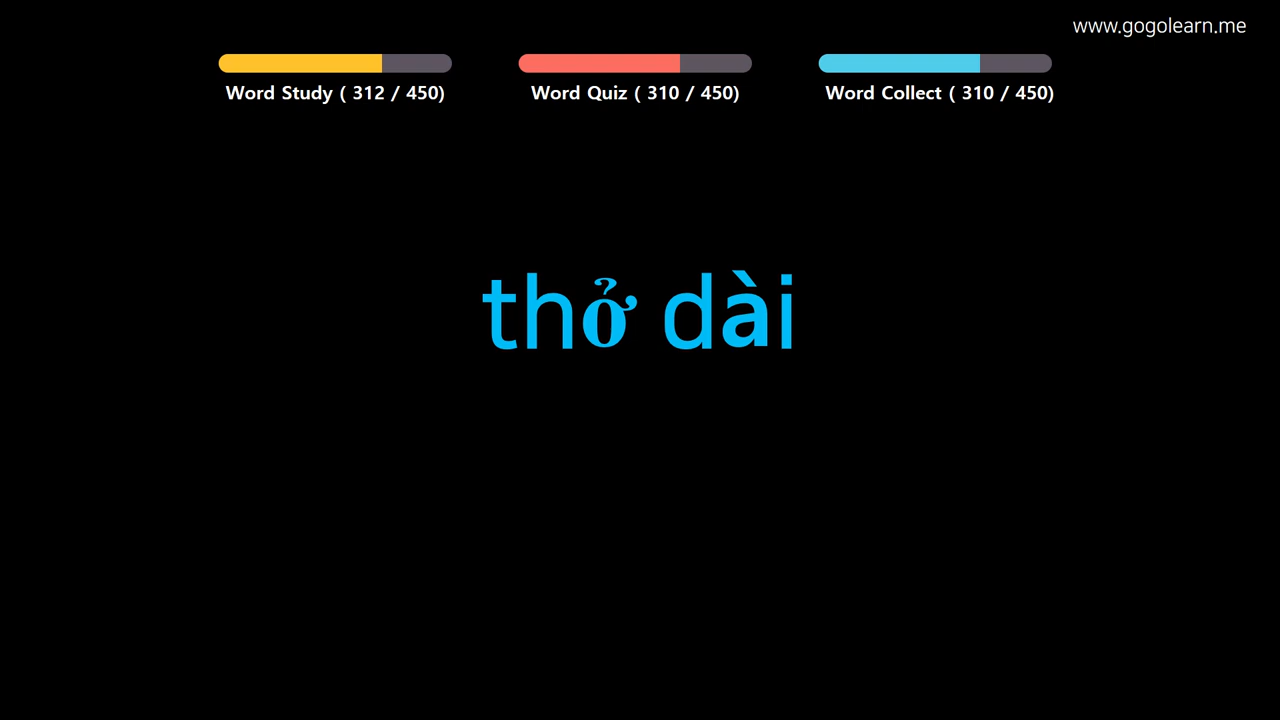 www.gogolearn.me
Word Study ( 312 / 450)
Word Quiz ( 310 / 450)
Word Collect ( 310 / 450)
thở dài